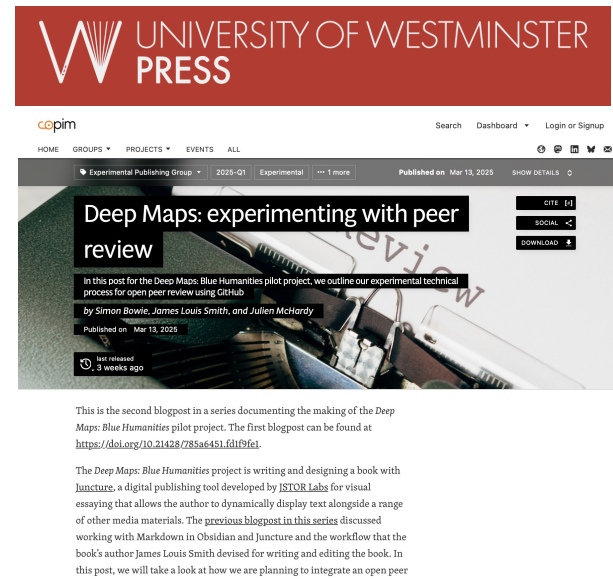 UNIVERSITY OF WESTMINSTER
PRESS
copim
Search Dashboard Login or Signup
HOME GROUPS PROJECTS EVENTS ALL
Experimental Publishing Group 2025-Q1 Experimental ••• 1 more Published on Mar 13, 2025 SHOW DETAILS
CITE [»]
Deep Maps: experimenting with peer
review
SOCIAL
DOWNLOAD
Review
In this post for the Deep Maps: Blue Humanities pilot project, we outline our experimental technical
process for open peer review using GitHub
by Simon Bowie, James Louis Smith, and Julien McHardy
Published on Mar 13, 2025
last released
3 weeks ago
This is the second blogpost in a series documenting the making of the Deep
Maps: Blue Humanities pilot project. The first blogpost can be found at
https://doi.org/10.21428/785a6451.fd1f9fe1.
The Deep Maps: Blue Humanities project is writing and designing a book with
Juncture, a digital publishing tool developed by JSTOR Labs for visual
essaying that allows the author to dynamically display text alongside a range
of other media materials. The previous blogpost in this series discussed
working with Markdown in Obsidian and Juncture and the workflow that the
book's author James Louis Smith devised for writing and editing the book. In
this post, we will take a look at how we are planning to integrate an open peer